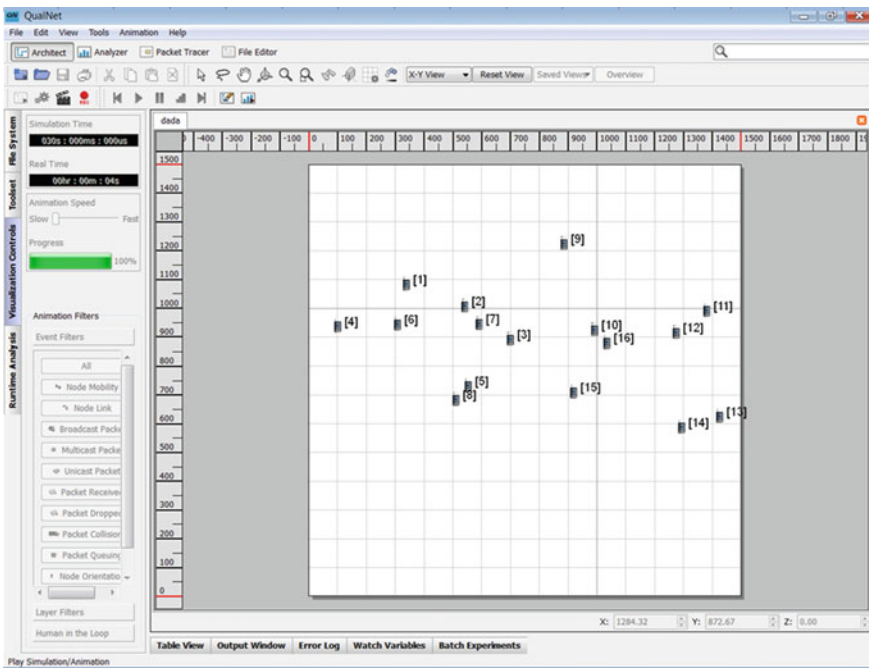 QualNet
File Edit View Tools Animation Help
Architect Analyzer Packet Tracer File Editor
X-Y View Reset View Saved Views Overview
File System
Toolset
Visualization Controls
Runtime Analysis
Simulation Time
030s : 000ms : 000us
Real Time
00hr : 00m : 04s
Animation Speed
Slow Fast
Progress
100%
Animation Filters
Event Filters
All
Node Mobility
Node Link
Broadcast Packe
Multicast Packe
Unicast Packet
Packet Receive
Packet Dropped
Packet Collision
Packet Queuing
Node Orientatio
Layer Filters
Human in the Loop
dada
-400 -300 -200 -100 0 100 200 300 400 500 600 700 800 900 1000 1100 1200 1300 1400 1500 1600 1700 1800 19
1500
1400
1300
1200
1100
1000
900
800
700
600
500
400
300
200
100
0
[9]
[1]
[2]
[11]
[4] [6] [7]
[10] [12]
[3] [16]
[5]
[15]
[8]
[13]
[14]
X: 1284.32 Y: 872.67 Z: 0.00
Table View Output Window Error Log Watch Variables Batch Experiments
Play Simulation/Animation